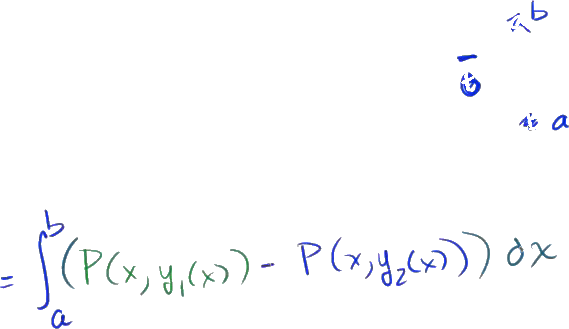 b
a
= ∫_a^b (P(x, y₁(x)) - P(x, y₂(x))) dx